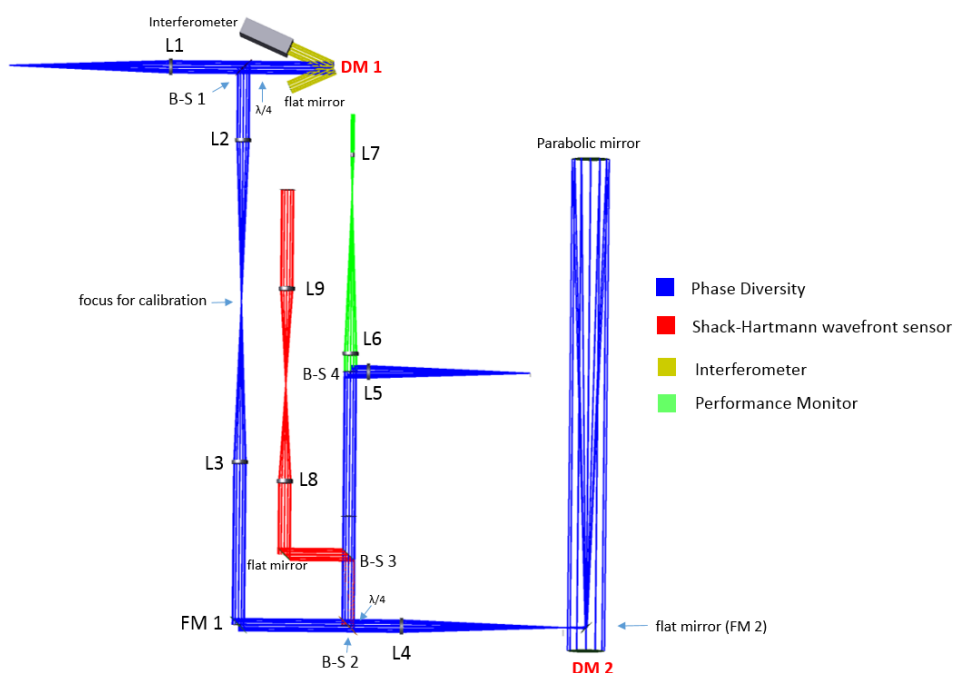 Interferometer
L1
DM 1
B-S 1
λ/4
flat mirror
L2
L7
Parabolic mirror
focus for calibration
L9
Phase Diversity
Shack-Hartmann wavefront sensor
Interferometer
Performance Monitor
L6
B-S 4
L5
L3
L8
flat mirror
B-S 3
λ/4
FM 1
B-S 2
L4
flat mirror (FM 2)
DM 2